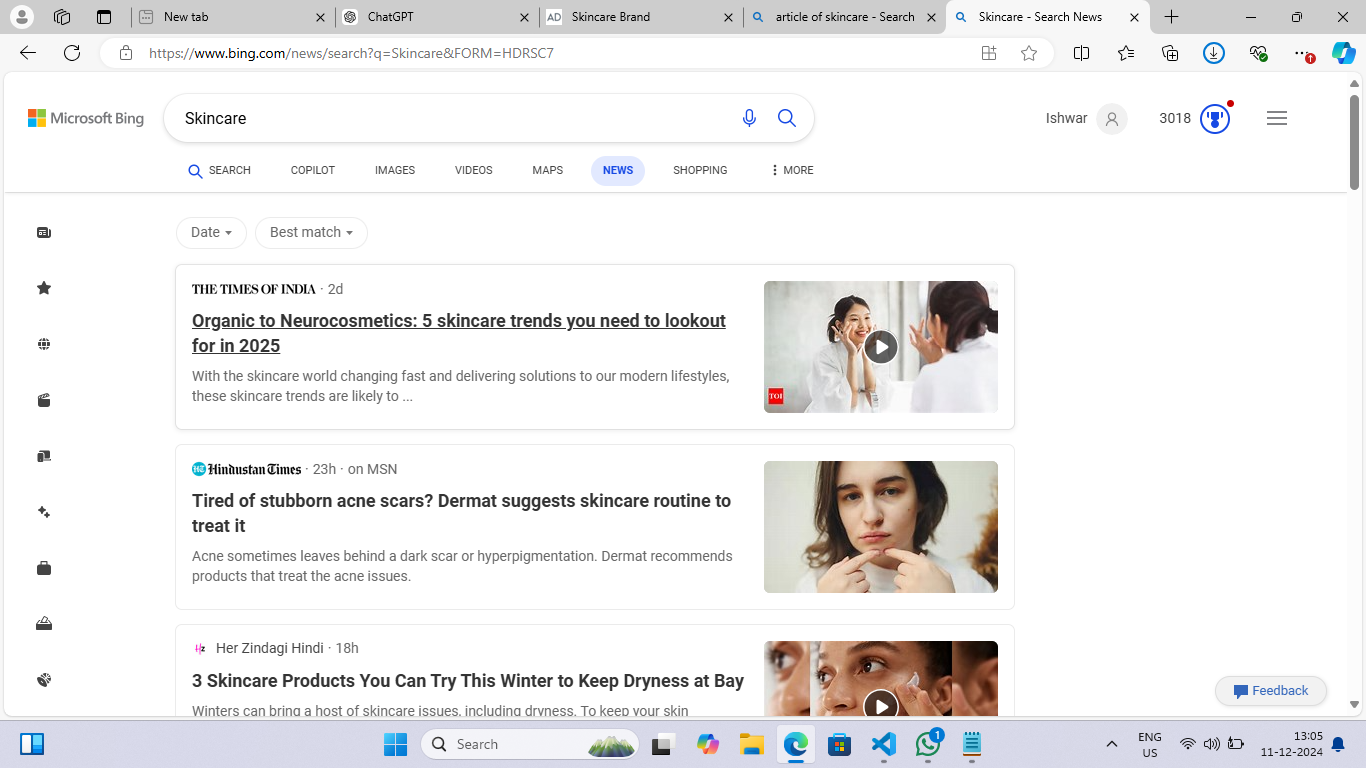 New tab
ChatGPT
AD Skincare Brand
article of skincare - Search
Skincare - Search News
https://www.bing.com/news/search?q=Skincare&FORM=HDRSC7
Microsoft Bing
Skincare
Ishwar
3018
SEARCH
COPILOT
IMAGES
VIDEOS
MAPS
NEWS
SHOPPING
MORE
Date
Best match
THE TIMES OF INDIA · 2d
Organic to Neurocosmetics: 5 skincare trends you need to lookout
for in 2025
With the skincare world changing fast and delivering solutions to our modern lifestyles,
these skincare trends are likely to ...
TOI
HT Hindustan Times · 23h · on MSN
Tired of stubborn acne scars? Dermat suggests skincare routine to
treat it
Acne sometimes leaves behind a dark scar or hyperpigmentation. Dermat recommends
products that treat the acne issues.
Hz Her Zindagi Hindi · 18h
3 Skincare Products You Can Try This Winter to Keep Dryness at Bay
Winters can bring a host of skincare issues, including dryness. To keep your skin
Feedback
Search
1
ENG
US
13:05
11-12-2024